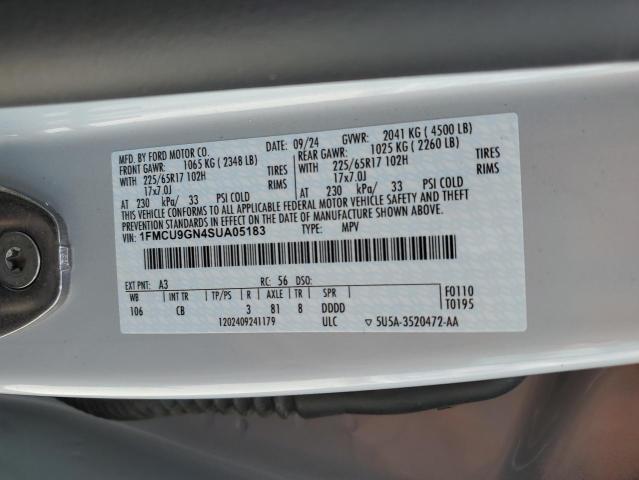 MFD. BY FORD MOTOR CO. DATE: 09/24 GVWR: 2041 KG ( 4500 LB)
FRONT GAWR: 1065 KG ( 2348 LB) REAR GAWR: 1025 KG ( 2260 LB)
WITH 225/65R17 102H TIRES WITH 225/65R17 102H TIRES
17x7.0J RIMS 17x7.0J RIMS
AT 230 kPa/ 33 PSI COLD AT 230 kPa/ 33 PSI COLD
THIS VEHICLE CONFORMS TO ALL APPLICABLE FEDERAL MOTOR VEHICLE SAFETY AND THEFT
PREVENTION STANDARDS IN EFFECT ON THE DATE OF MANUFACTURE SHOWN ABOVE.
VIN: 1FMCU9GN4SUA05183 TYPE: MPV
EXT PNT: A3 RC: 56 DSO: F0110
WB INT TR TP/PS R AXLE TR SPR T0195
106 CB 3 81 8 DDDD
1202409241179 ULC ▽ SU5A-3520472-AA